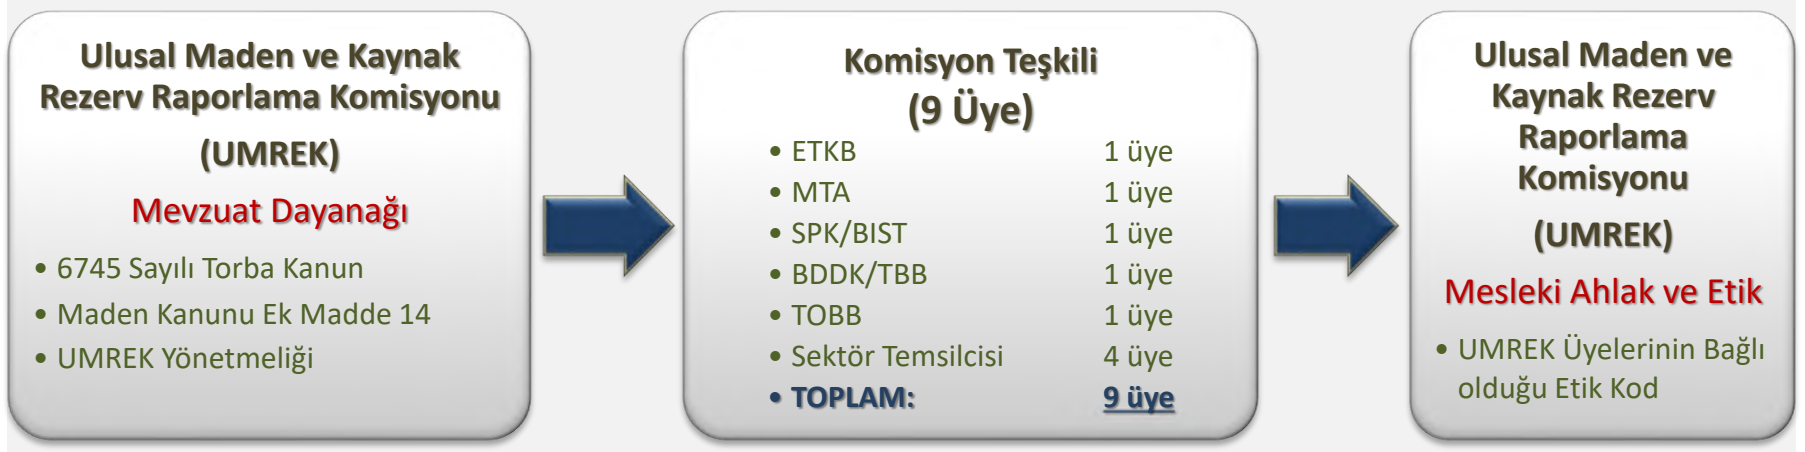 Ulusal Maden ve Kaynak
Rezerv Raporlama Komisyonu
(UMREK)
Mevzuat Dayanağı
• 6745 Sayılı Torba Kanun
• Maden Kanunu Ek Madde 14
• UMREK Yönetmeliği
Komisyon Teşkili
(9 Üye)
• ETKB 1 üye
• MTA 1 üye
• SPK/BIST 1 üye
• BDDK/TBB 1 üye
• TOBB 1 üye
• Sektör Temsilcisi 4 üye
• TOPLAM: 9 üye
Ulusal Maden ve
Kaynak Rezerv
Raporlama
Komisyonu
(UMREK)
Mesleki Ahlak ve Etik
• UMREK Üyelerinin Bağlı
olduğu Etik Kod